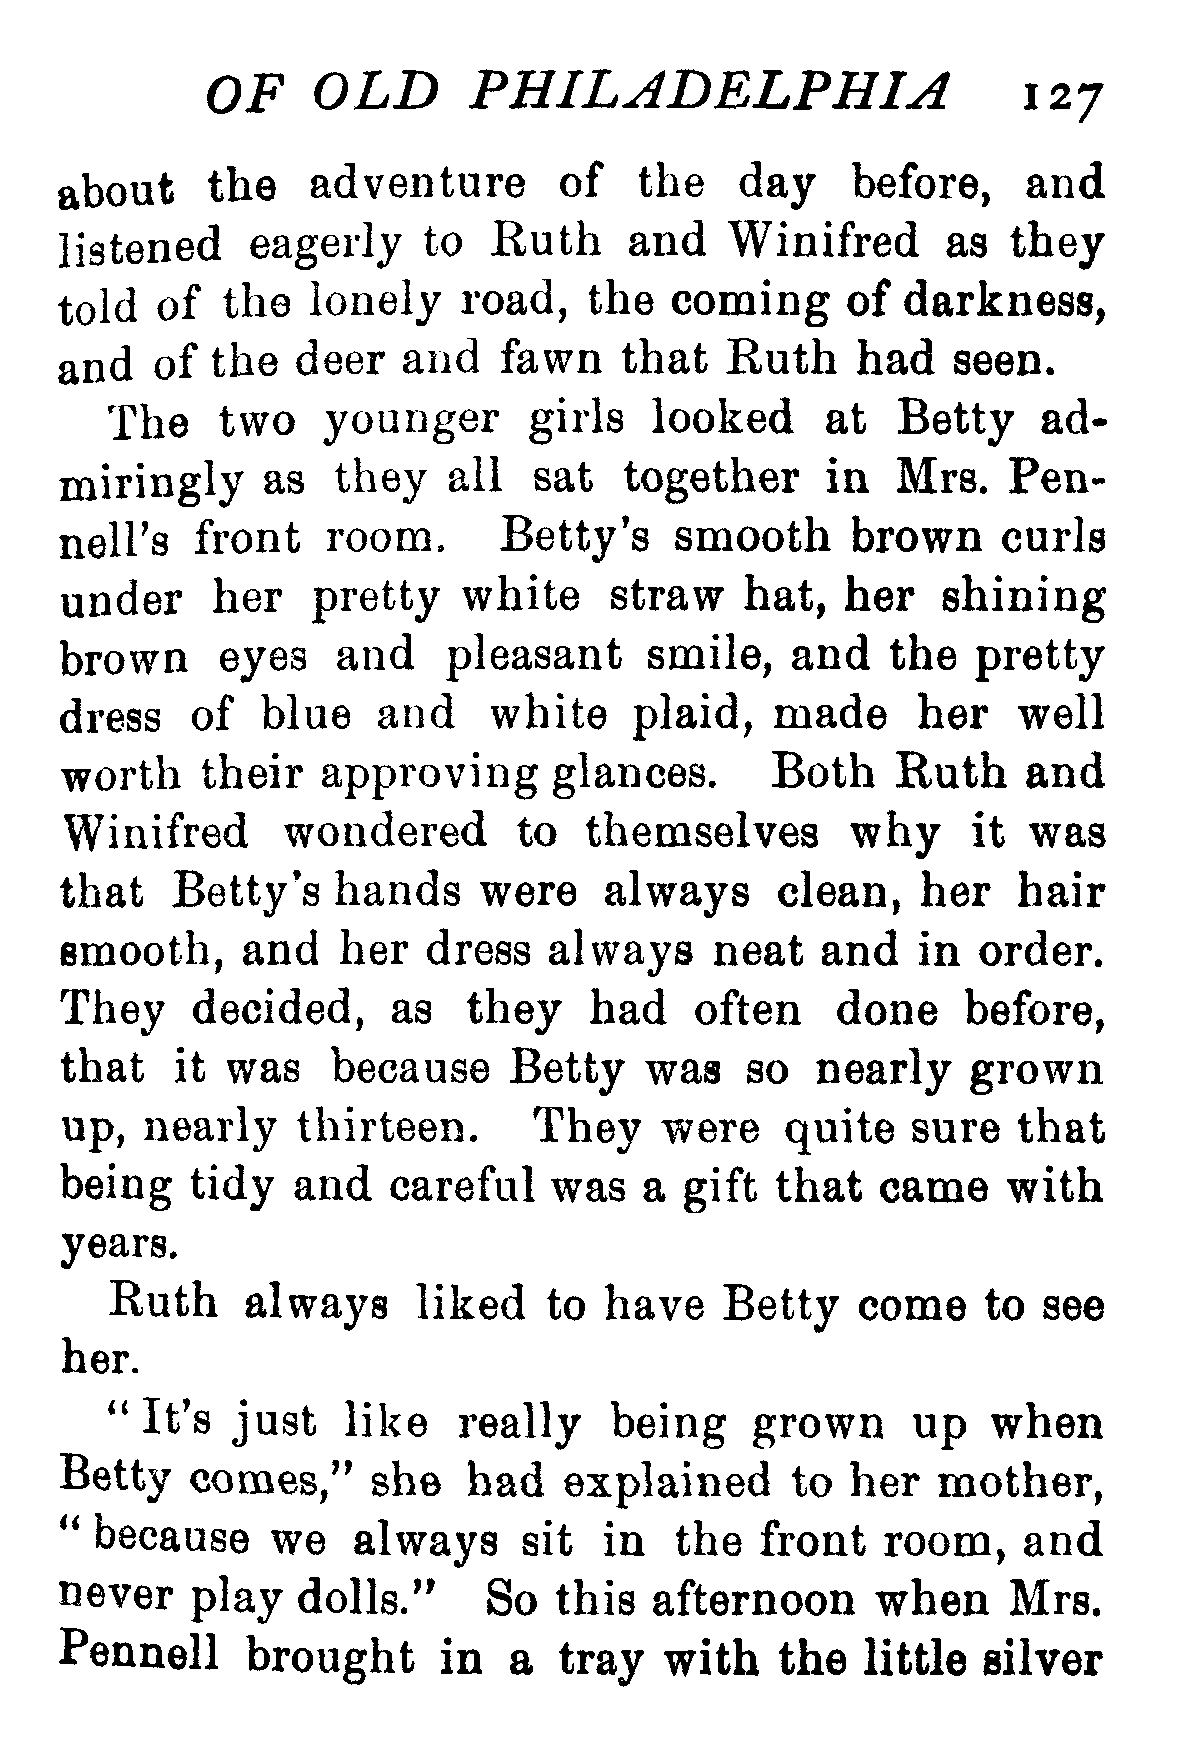 OF OLD PHILADELPHIA 127
about the adventure of the day before, and
listened eagerly to Ruth and Winifred as they
told of the lonely road, the coming of darkness,
and of the deer and fawn that Ruth had seen.
The two younger girls looked at Betty ad-
miringly as they all sat together in Mrs. Pen-
nell's front room. Betty's smooth brown curls
under her pretty white straw hat, her shining
brown eyes and pleasant smile, and the pretty
dress of blue and white plaid, made her well
worth their approving glances. Both Ruth and
Winifred wondered to themselves why it was
that Betty's hands were always clean, her hair
smooth, and her dress always neat and in order.
They decided, as they had often done before,
that it was because Betty was so nearly grown
up, nearly thirteen. They were quite sure that
being tidy and careful was a gift that came with
years.
Ruth always liked to have Betty come to see
her.
"It's just like really being grown up when
Betty comes," she had explained to her mother,
"because we always sit in the front room, and
never play dolls." So this afternoon when Mrs.
Pennell brought in a tray with the little silver